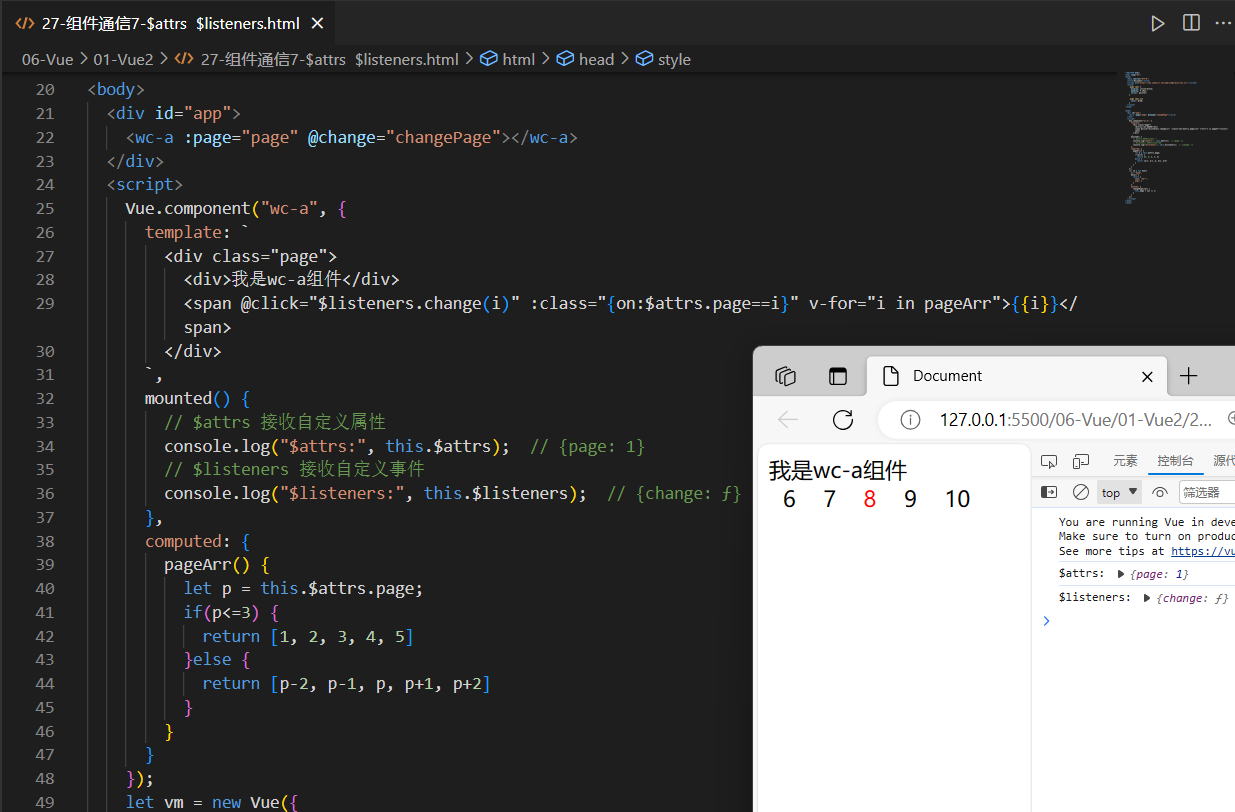 27-组件通信7-$attrs $listeners.html
06-Vue > 01-Vue2 > 27-组件通信7-$attrs $listeners.html > html > head > style
20 <body>
21 <div id="app">
22 <wc-a :page="page" @change="changePage"></wc-a>
23 </div>
24 <script>
25 Vue.component("wc-a", {
26 template: `
27 <div class="page">
28 <div>我是wc-a组件</div>
29 <span @click="$listeners.change(i)" :class="{on:$attrs.page==i}" v-for="i in pageArr">{{i}}</
span>
30 </div>
31 `,
32 mounted() {
33 // $attrs 接收自定义属性
34 console.log("$attrs:", this.$attrs); // {page: 1}
35 // $listeners 接收自定义事件
36 console.log("$listeners:", this.$listeners); // {change: ƒ}
37 },
38 computed: {
39 pageArr() {
40 let p = this.$attrs.page;
41 if(p<=3) {
42 return [1, 2, 3, 4, 5]
43 }else {
44 return [p-2, p-1, p, p+1, p+2]
45 }
46 }
47 }
48 });
49 let vm = new Vue({
Document
127.0.0.1:5500/06-Vue/01-Vue2/2...
我是wc-a组件
6 7 8 9 10
元素 控制台 源代
top 筛选器
You are running Vue in deve
Make sure to turn on produc
See more tips at https://vu
$attrs: {page: 1}
$listeners: {change: ƒ}